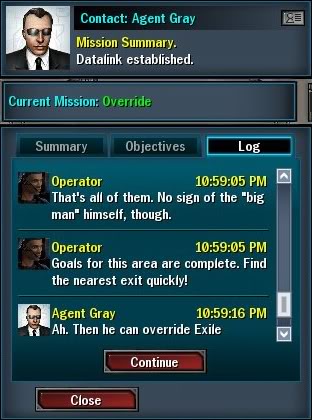 Contact: Agent Gray
Mission Summary.
Datalink established.
Current Mission: Override
Summary
Objectives
Log
Operator 10:59:05 PM
That's all of them. No sign of the "big
man" himself, though.
Operator 10:59:05 PM
Goals for this area are complete. Find
the nearest exit quickly!
Agent Gray 10:59:16 PM
Ah. Then he can override Exile
Continue
Close